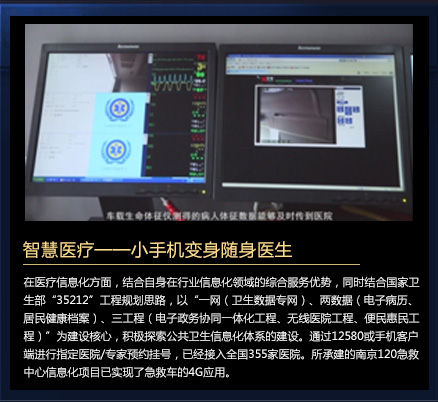 lenovo
lenovo
车载生命体征仪测得的病人体征数据能够及时传到医院
智慧医疗——小手机变身随身医生
在医疗信息化方面，结合自身在行业信息化领域的综合服务优势，同时结合国家卫
生部“35212”工程规划思路，以“一网（卫生数据专网）、两数据（电子病历、
居民健康档案）、三工程（电子政务协同一体化工程、无线医院工程、便民惠民工
程）”为建设核心，积极探索公共卫生信息化体系的建设。通过12580或手机客户
端进行指定医院/专家预约挂号，已经接入全国355家医院。所承建的南京120急救
中心信息化项目已实现了急救车的4G应用。